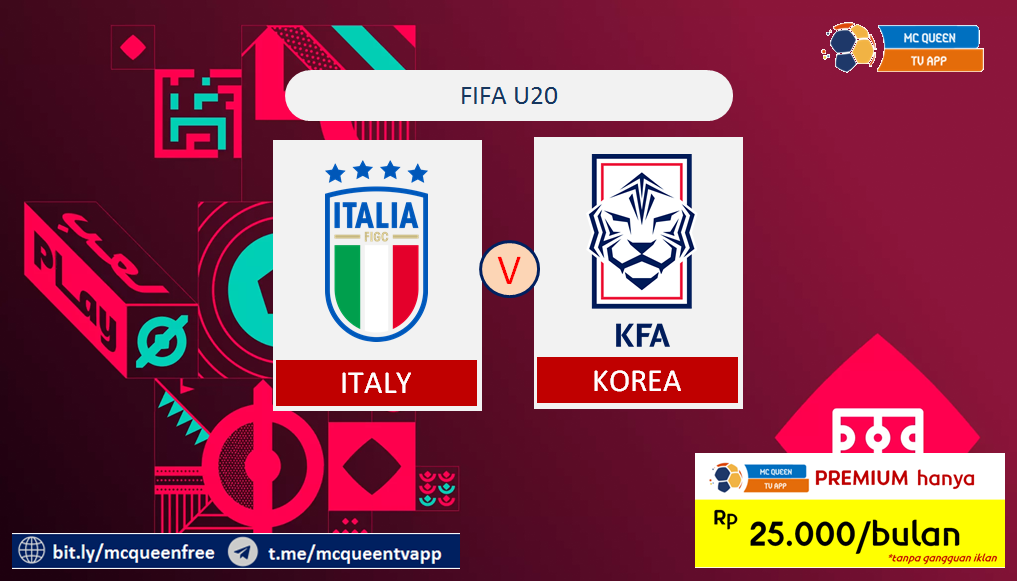 MC QUEEN
TV APP
FIFA U20
ITALIA
FIGC
V
KFA
ITALY
KOREA
PLay
MC QUEEN
TV APP
PREMIUM hanya
Rp 25.000/bulan
*tanpa gangguan iklan
bit.ly/mcqueenfree
t.me/mcqueentvapp